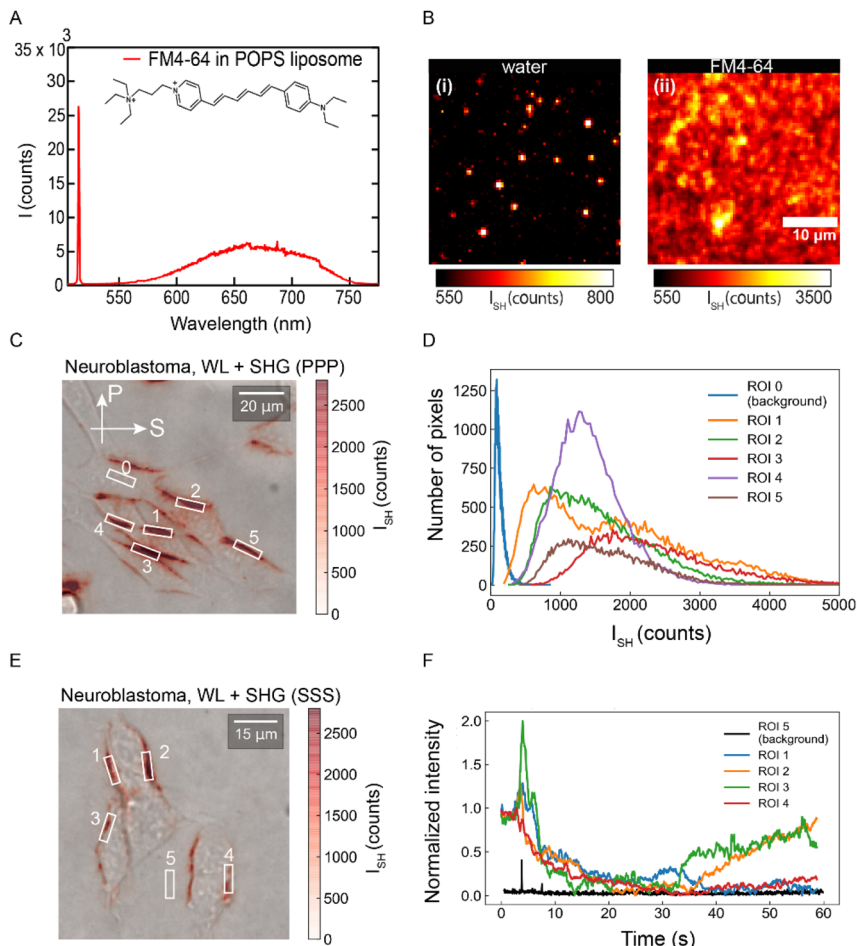 A
35 x 10
3
FM4-64 in POPS liposome
30
25
20
15
10
5
0
I (counts)
550
600
650
700
750
Wavelength (nm)
N
+
N
+
N
B
water
(i)
FM4-64
(ii)
10 µm
550
800
I_SH (counts)
550
3500
I_SH (counts)
C
Neuroblastoma, WL + SHG (PPP)
P
S
20 µm
0
2
4
1
5
3
2500
2000
1500
1000
500
0
I_SH (counts)
D
1250
1000
750
500
250
0
Number of pixels
ROI 0
(background)
ROI 1
ROI 2
ROI 3
ROI 4
ROI 5
0
1000
2000
3000
4000
5000
I_SH (counts)
E
Neuroblastoma, WL + SHG (SSS)
15 µm
1
2
3
5
4
2500
2000
1500
1000
500
0
I_SH (counts)
F
2.0
1.5
1.0
0.5
0.0
Normalized intensity
ROI 5
(background)
ROI 1
ROI 2
ROI 3
ROI 4
0
10
20
30
40
50
60
Time (s)